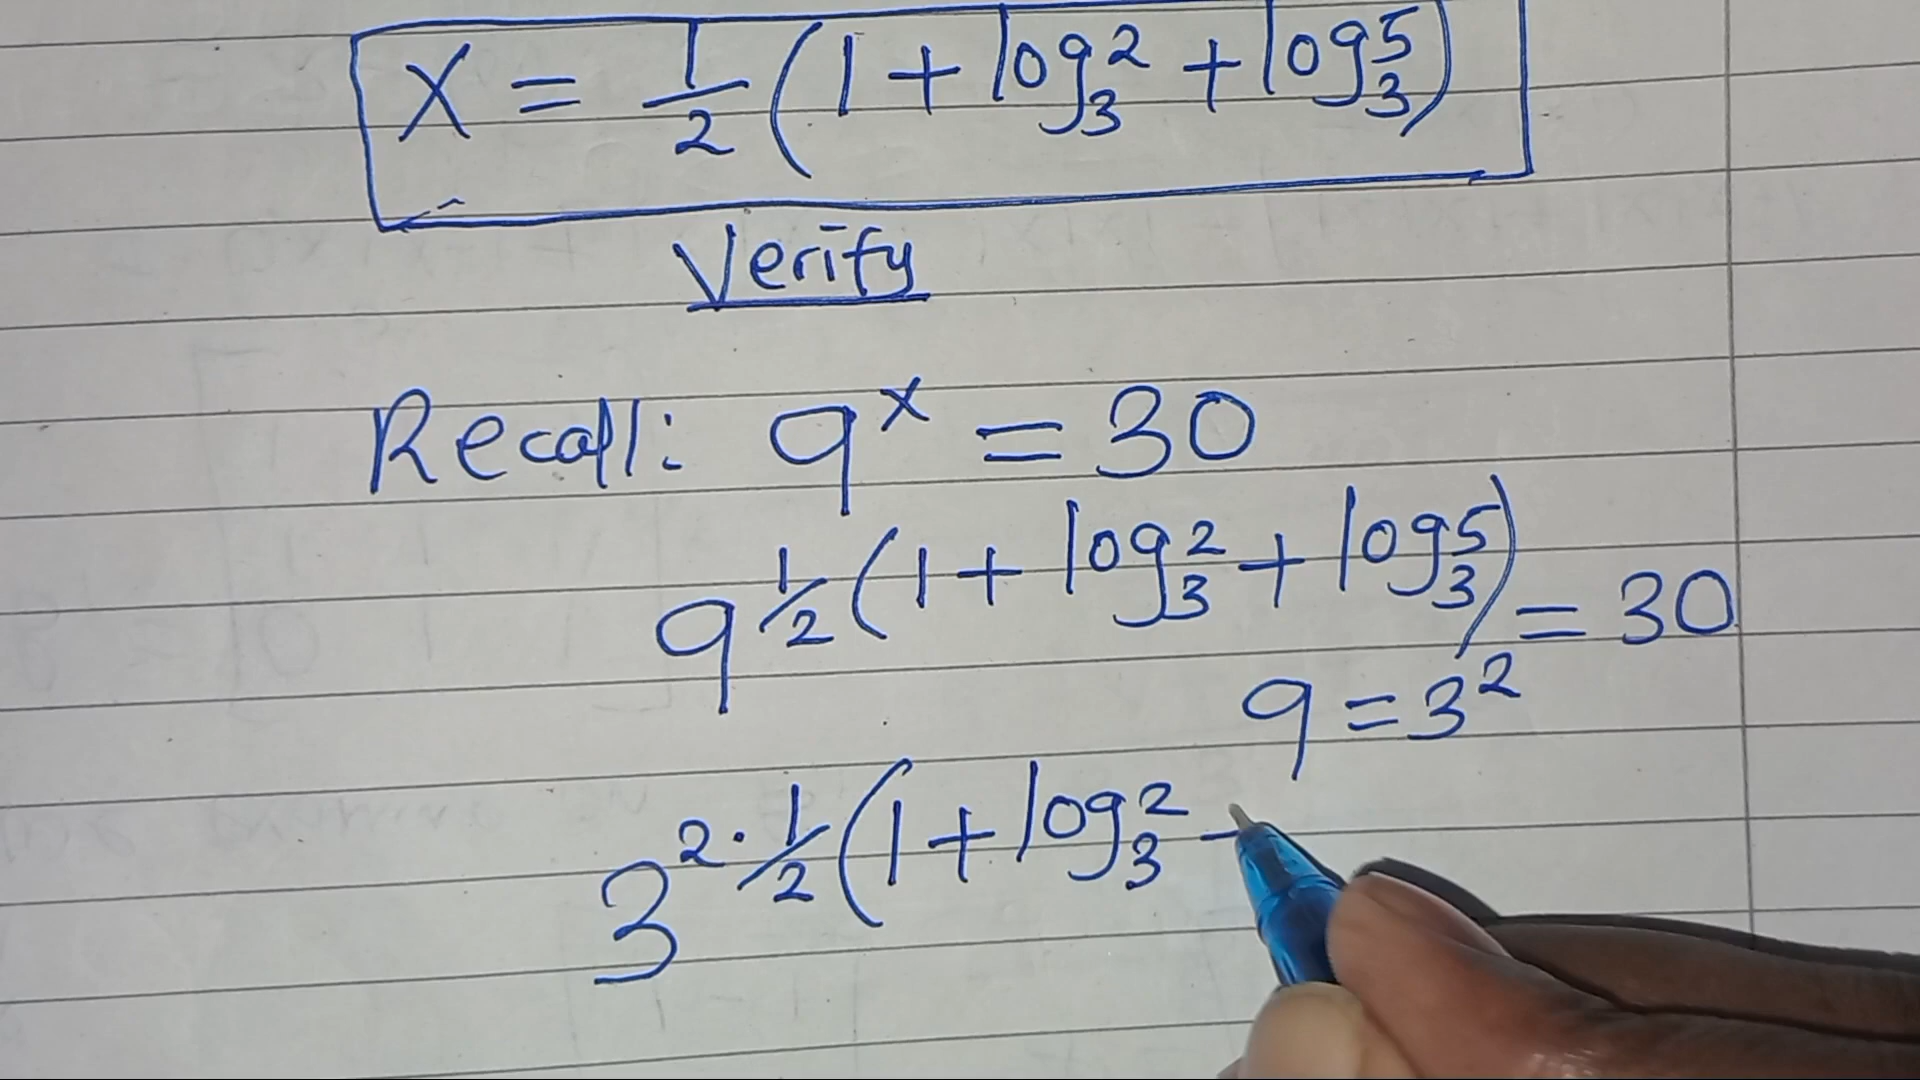 x = 1/2 (1 + log₃2 + log₃5)
Verify
Recall: 9ˣ = 30
9^½(1 + log₃2 + log₃5) = 30
9 = 3²
3^2·½(1 + log₃2 -